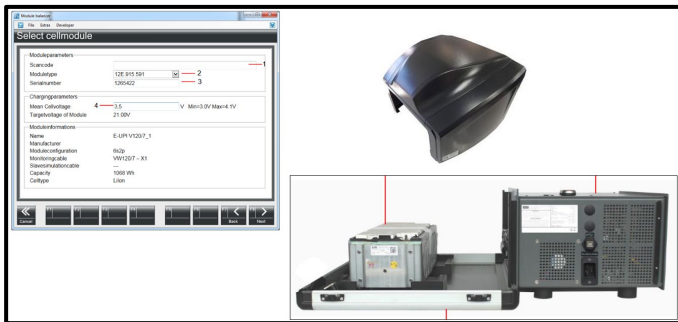 Module balancer
File Extras Developer
Select cellmodule
Moduleparameters
Scancode 1
Moduletype 12E 915 591 2
Serialnumber 1265422 3
Chargingparameters
Mean Cellvoltage 4 3,5 V Min=3.0V Max=4.1V
Targetvoltage of Module 21.00V
Moduleinformations
Name E-UP! V120/7_1
Manufacturer
Moduleconfiguration 6s2p
Monitoringcable VW120/7 – X1
Slavesimulationcable ---
Capacity 1068 Wh
Celltype LiIon
Cancel Back Next